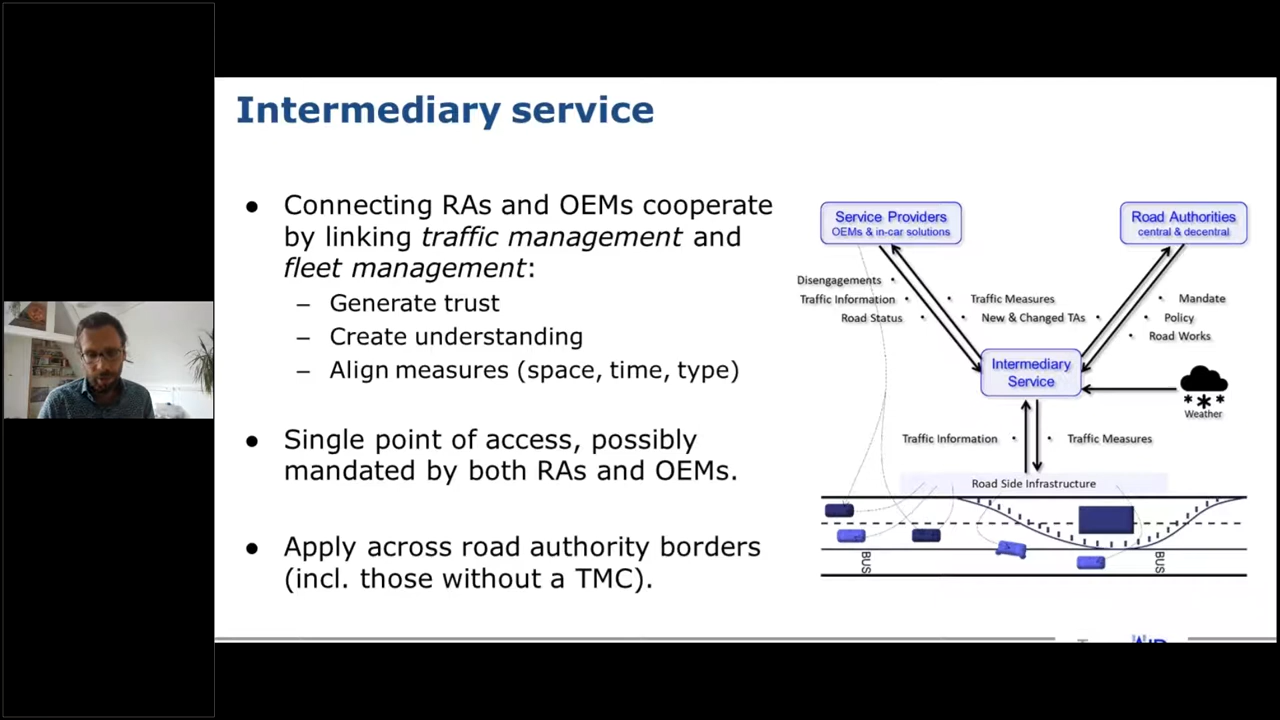 Intermediary service
● Connecting RAs and OEMs cooperate
by linking traffic management and
fleet management:
– Generate trust
– Create understanding
– Align measures (space, time, type)
● Single point of access, possibly
mandated by both RAs and OEMs.
● Apply across road authority borders
(incl. those without a TMC).
Service Providers
OEMs & in-car solutions
Road Authorities
central & decentral
Disengagements •
Traffic Information •
Road Status •
• Traffic Measures
• New & Changed TAs •
• Mandate
• Policy
• Road Works
Intermediary
Service
Weather
Traffic Information •
• Traffic Measures
Road Side Infrastructure
BUS
BUS